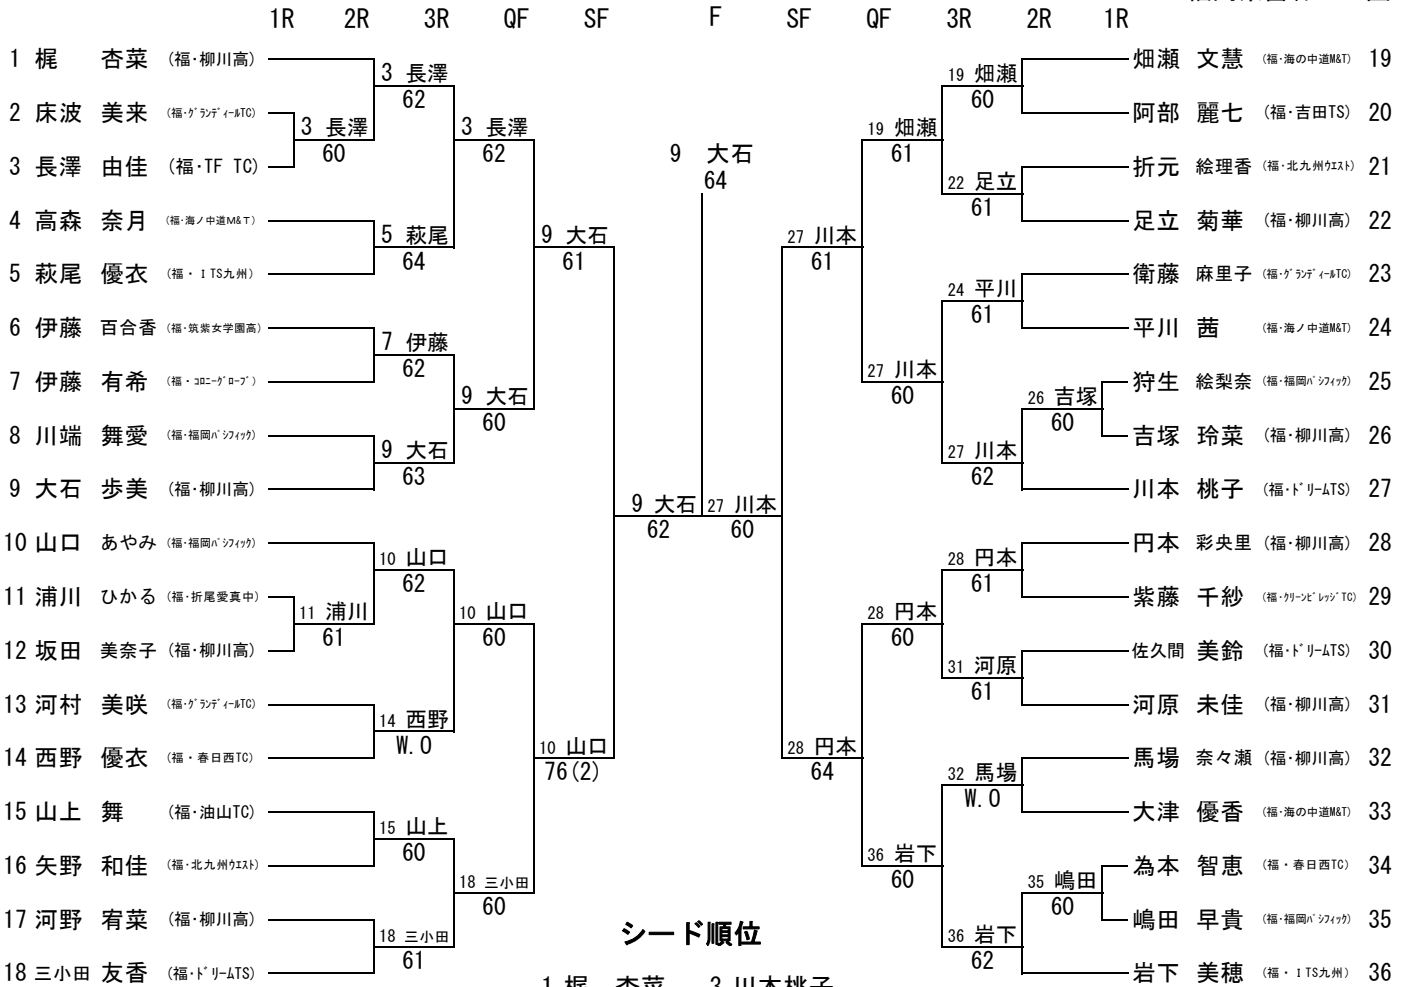 1R 2R 3R QF SF F SF QF 3R 2R 1R
1 梶 杏菜 (福・柳川高)
2 床波 美来 (福・グランディールTC)
3 長澤 由佳 (福・TF TC)
4 高森 奈月 (福・海ノ中道M&T)
5 萩尾 優衣 (福・ITS九州)
6 伊藤 百合香 (福・筑紫女学園高)
7 伊藤 有希 (福・コロニーグローブ)
8 川端 舞愛 (福・福岡パシフィック)
9 大石 歩美 (福・柳川高)
10 山口 あやみ (福・福岡パシフィック)
11 浦川 ひかる (福・折尾愛真中)
12 坂田 美奈子 (福・柳川高)
13 河村 美咲 (福・グランディールTC)
14 西野 優衣 (福・春日西TC)
15 山上 舞 (福・油山TC)
16 矢野 和佳 (福・北九州ウエスト)
17 河野 宥菜 (福・柳川高)
18 三小田 友香 (福・ドリームTS)
3 長澤
60
11 浦川
61
3 長澤
62
5 萩尾
64
7 伊藤
62
9 大石
63
10 山口
62
14 西野
W.O
15 山上
60
18 三小田
61
3 長澤
62
9 大石
60
10 山口
60
18 三小田
60
9 大石
61
10 山口
76(2)
9 大石
62
9 大石
64
27 川本
60
27 川本
61
28 円本
64
19 畑瀬
61
27 川本
60
28 円本
60
36 岩下
60
19 畑瀬
60
22 足立
61
24 平川
61
27 川本
62
28 円本
61
31 河原
61
32 馬場
W.O
36 岩下
62
26 吉塚
60
35 嶋田
60
畑瀬 文慧 (福・海の中道M&T) 19
阿部 麗七 (福・吉田TS) 20
折元 絵理香 (福・北九州ウエスト) 21
足立 菊華 (福・柳川高) 22
衛藤 麻里子 (福・グランディールTC) 23
平川 茜 (福・海ノ中道M&T) 24
狩生 絵梨奈 (福・福岡パシフィック) 25
吉塚 玲菜 (福・柳川高) 26
川本 桃子 (福・ドリームTS) 27
円本 彩央里 (福・柳川高) 28
紫藤 千紗 (福・クリーンビレッジTC) 29
佐久間 美鈴 (福・ドリームTS) 30
河原 未佳 (福・柳川高) 31
馬場 奈々瀬 (福・柳川高) 32
大津 優香 (福・海の中道M&T) 33
為本 智恵 (福・春日西TC) 34
嶋田 早貴 (福・福岡パシフィック) 35
岩下 美穂 (福・ITS九州) 36
シード順位
1 梶 杏菜 3 川本桃子